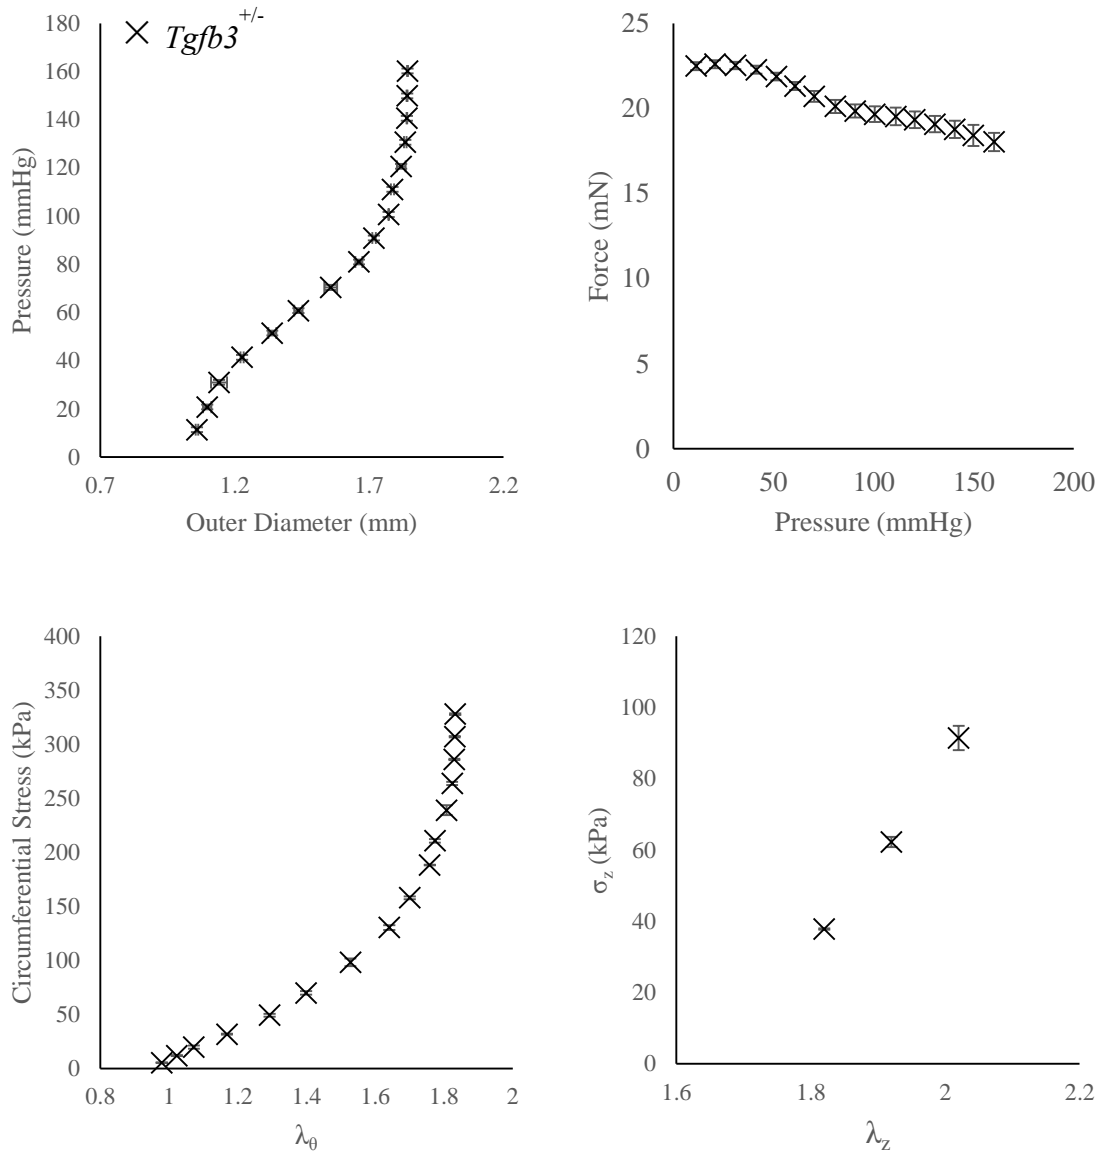 Tgfb3+/-
Pressure (mmHg)
180
160
140
120
100
80
60
40
20
0
0.7 1.2 1.7 2.2
Outer Diameter (mm)
Force (mN)
25
20
15
10
5
0
0 50 100 150 200
Pressure (mmHg)
Circumferential Stress (kPa)
400
350
300
250
200
150
100
50
0
0.8 1 1.2 1.4 1.6 1.8 2
λθ
σz (kPa)
120
100
80
60
40
20
0
1.6 1.8 2 2.2
λz